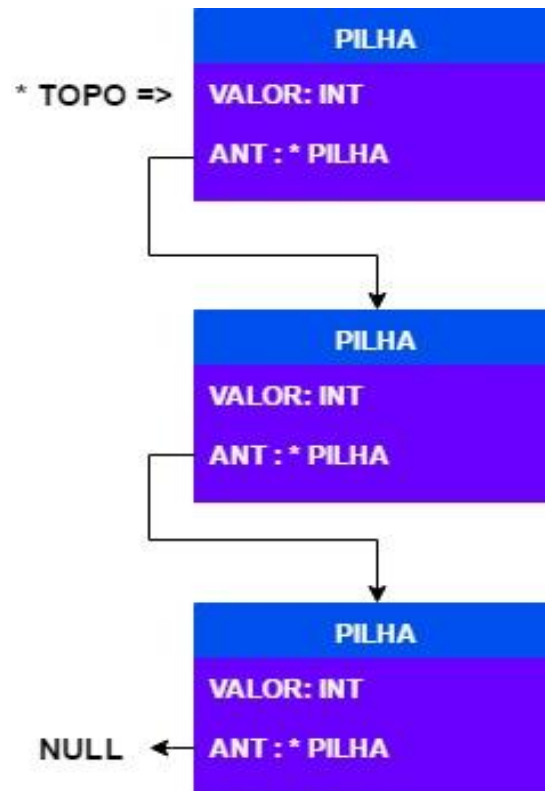 PILHA
* TOPO => VALOR: INT
ANT : * PILHA
PILHA
VALOR: INT
ANT : * PILHA
PILHA
VALOR: INT
NULL ANT : * PILHA